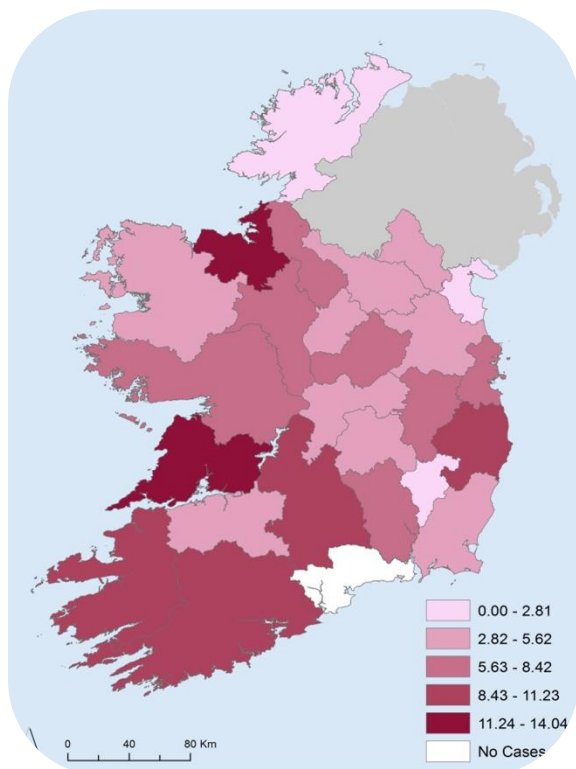 0.00 - 2.81
2.82 - 5.62
5.63 - 8.42
8.43 - 11.23
11.24 - 14.04
No Cases
0 40 80 Km